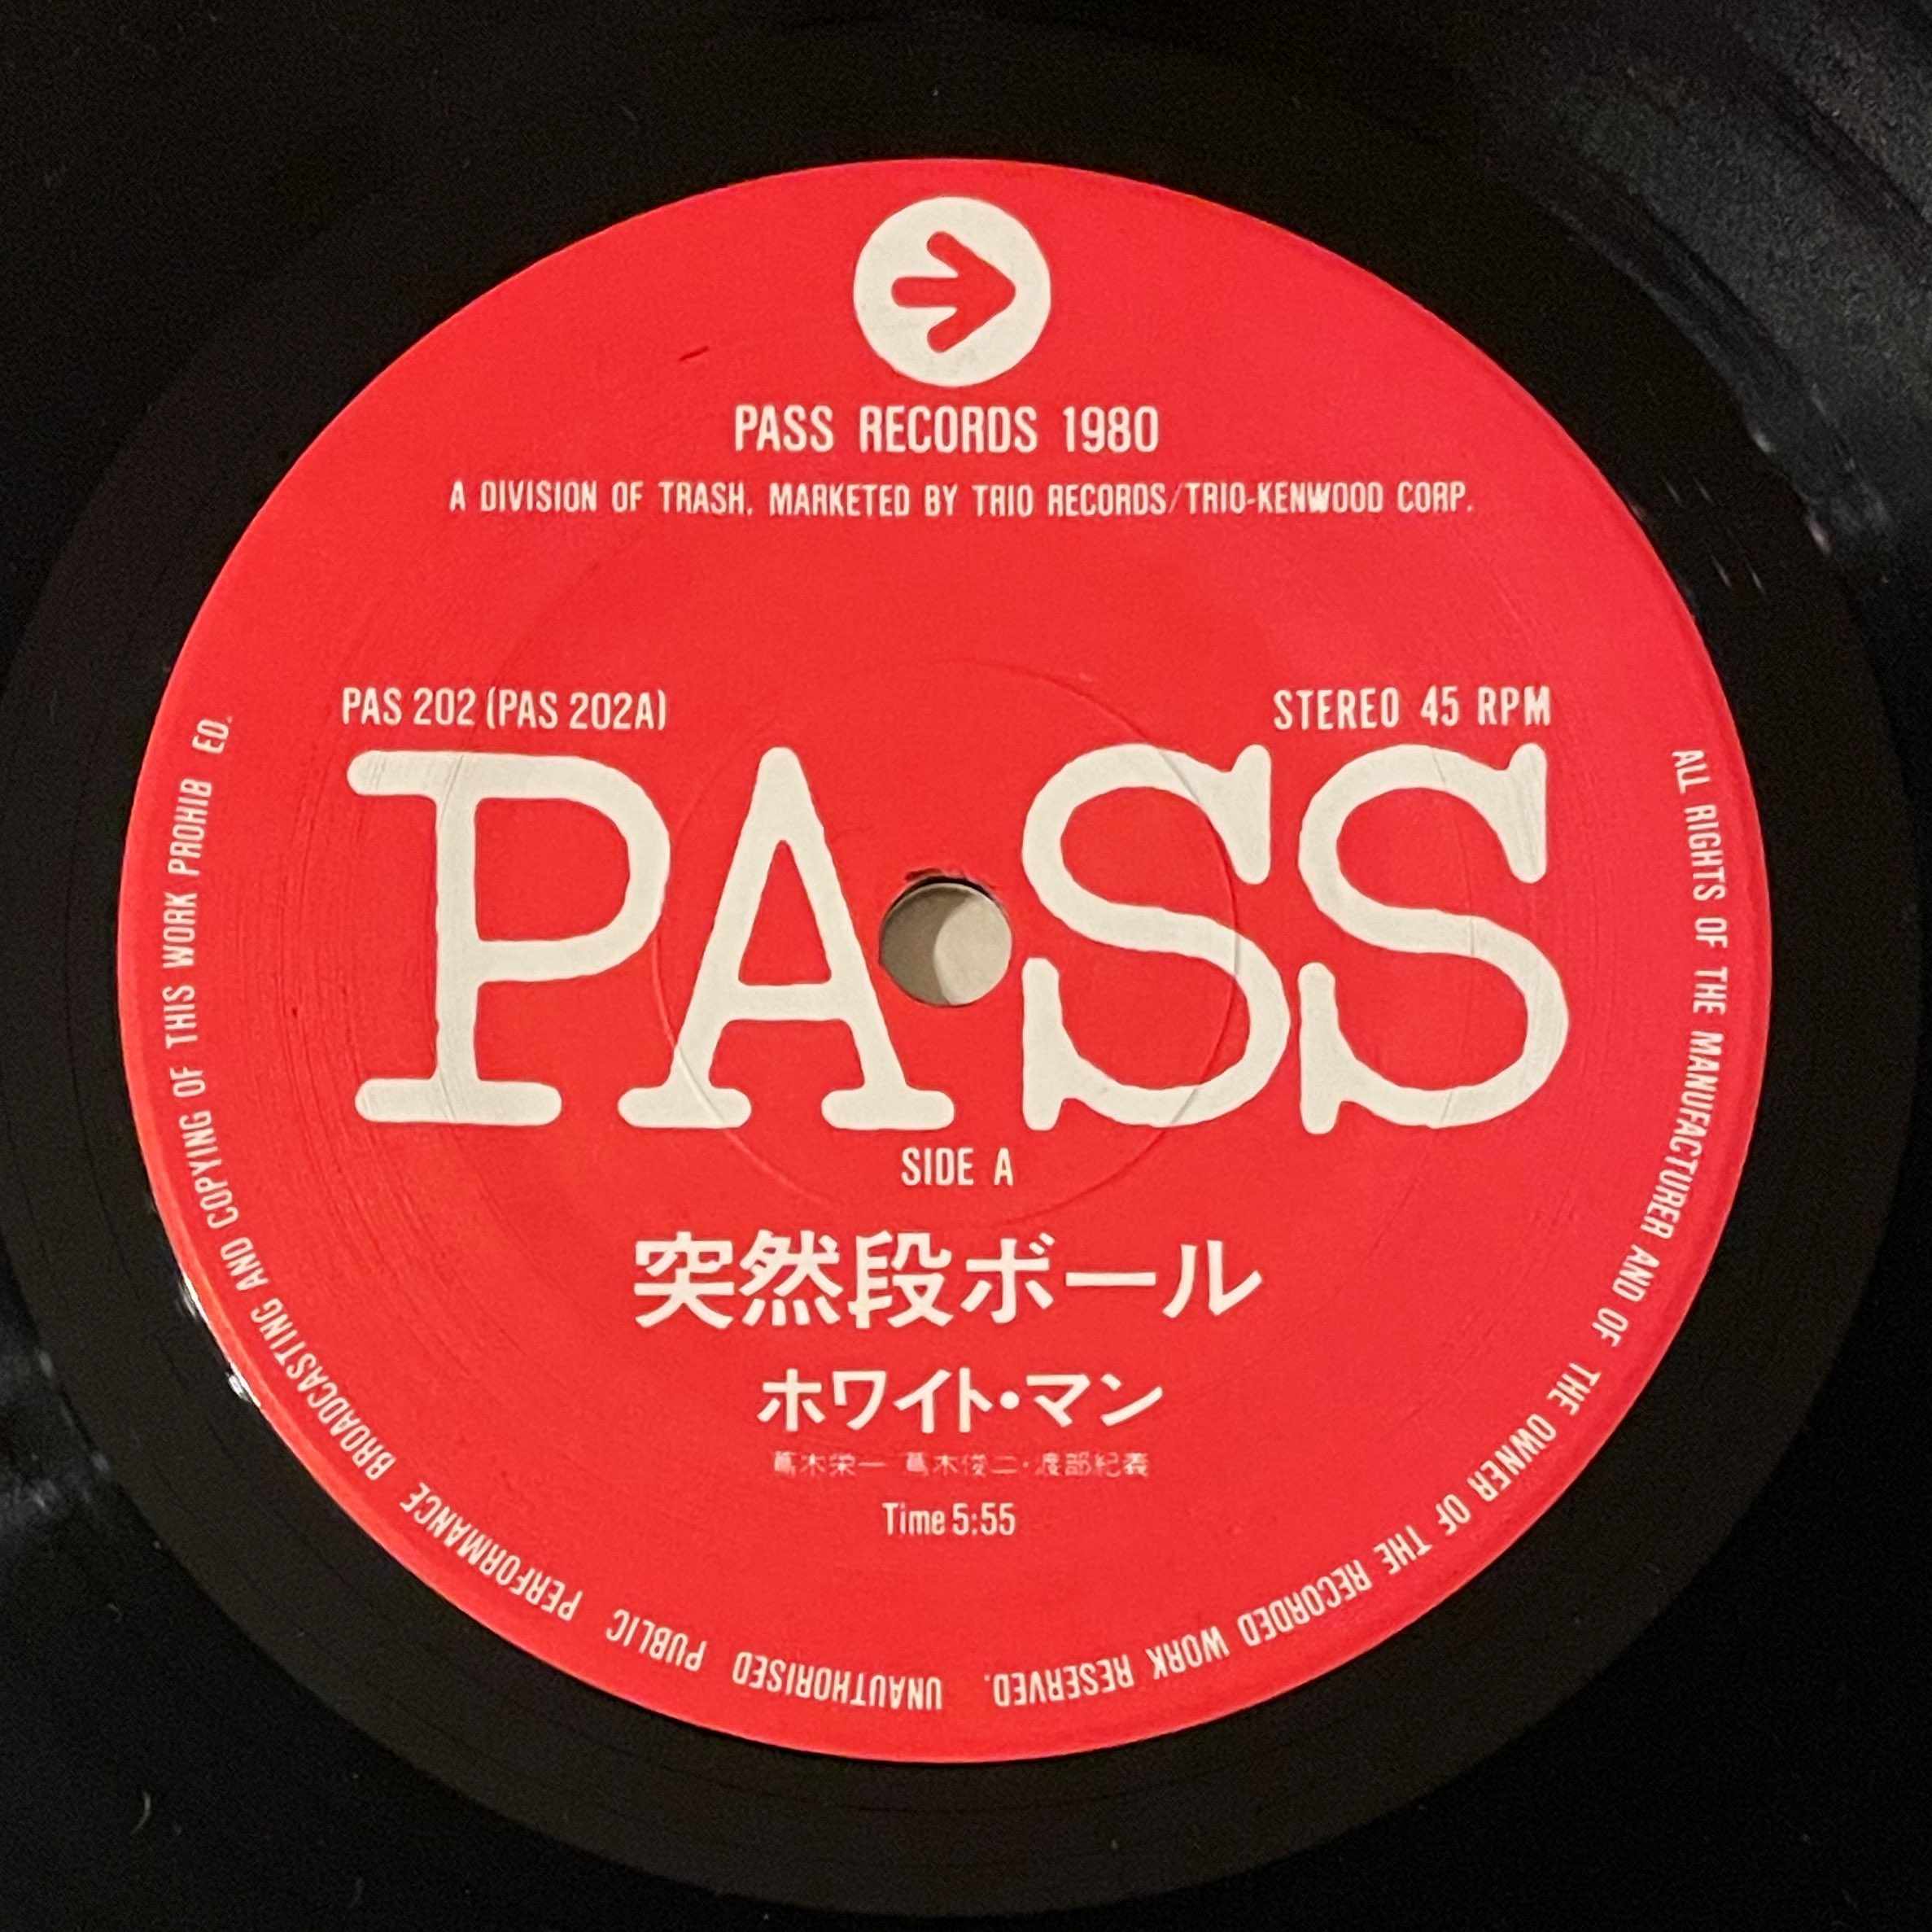 PASS RECORDS 1980
A DIVISION OF TRASH. MARKETED BY TRIO RECORDS/TRIO-KENWOOD CORP.
PAS 202 (PAS 202A)
STEREO 45 RPM
PASS
SIDE A
突然段ボール
ホワイト・マン
蔦木栄一 蔦木俊二・渡部紀義
Time 5:55
ALL RIGHTS OF THE MANUFACTURER AND OF THE OWNER OF THE RECORDED WORK RESERVED. UNAUTHORISED PUBLIC PERFORMANCE BROADCASTING AND COPYING OF THIS WORK PROHIB ED.